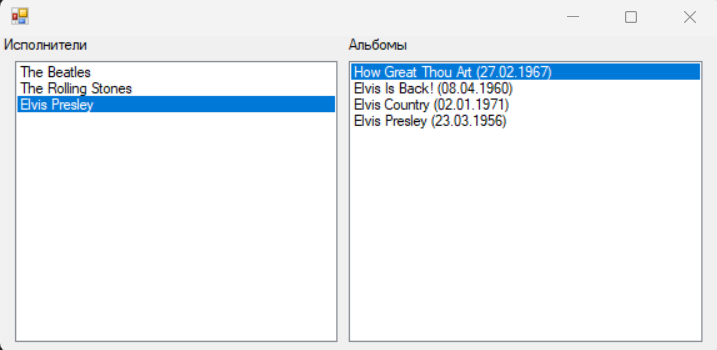 Исполнители
The Beatles
The Rolling Stones
Elvis Presley
Альбомы
How Great Thou Art (27.02.1967)
Elvis Is Back! (08.04.1960)
Elvis Country (02.01.1971)
Elvis Presley (23.03.1956)